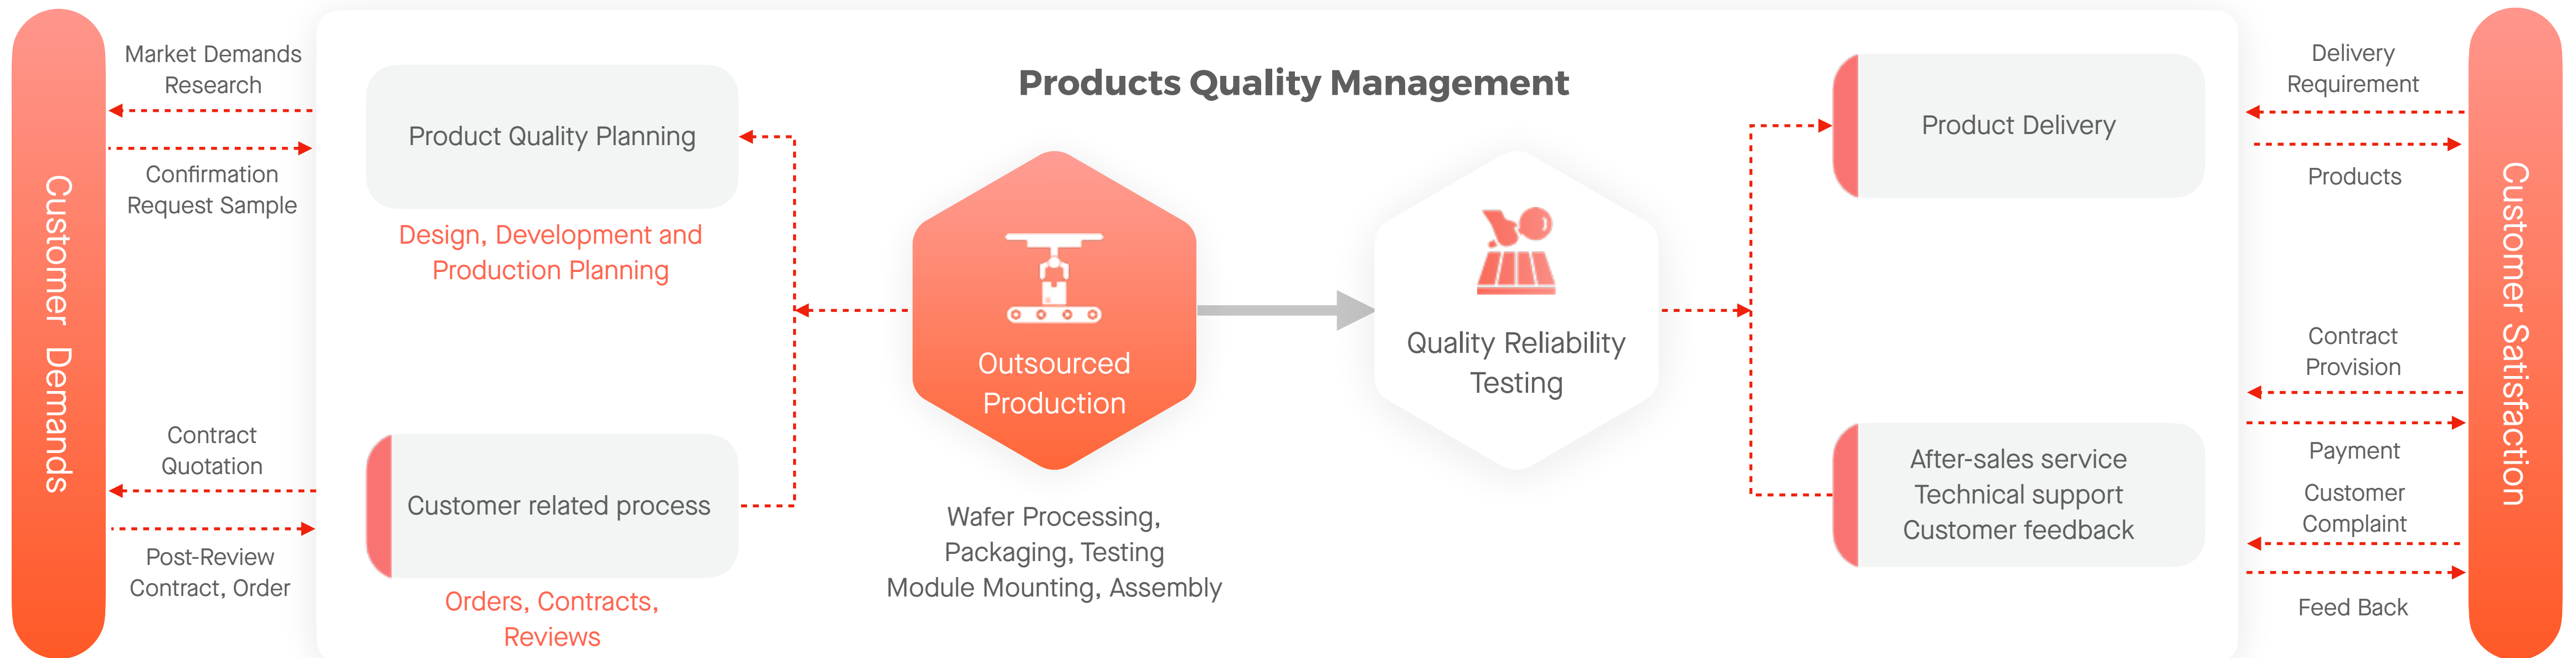 Customer Demands
Market Demands
Research
Confirmation
Request Sample
Contract
Quotation
Post-Review
Contract, Order
Product Quality Planning
Design, Development and
Production Planning
Customer related process
Orders, Contracts,
Reviews
Products Quality Management
Outsourced
Production
Wafer Processing,
Packaging, Testing
Module Mounting, Assembly
Quality Reliability
Testing
Product Delivery
After-sales service
Technical support
Customer feedback
Delivery
Requirement
Products
Contract
Provision
Payment
Customer
Complaint
Feed Back
Customer Satisfaction